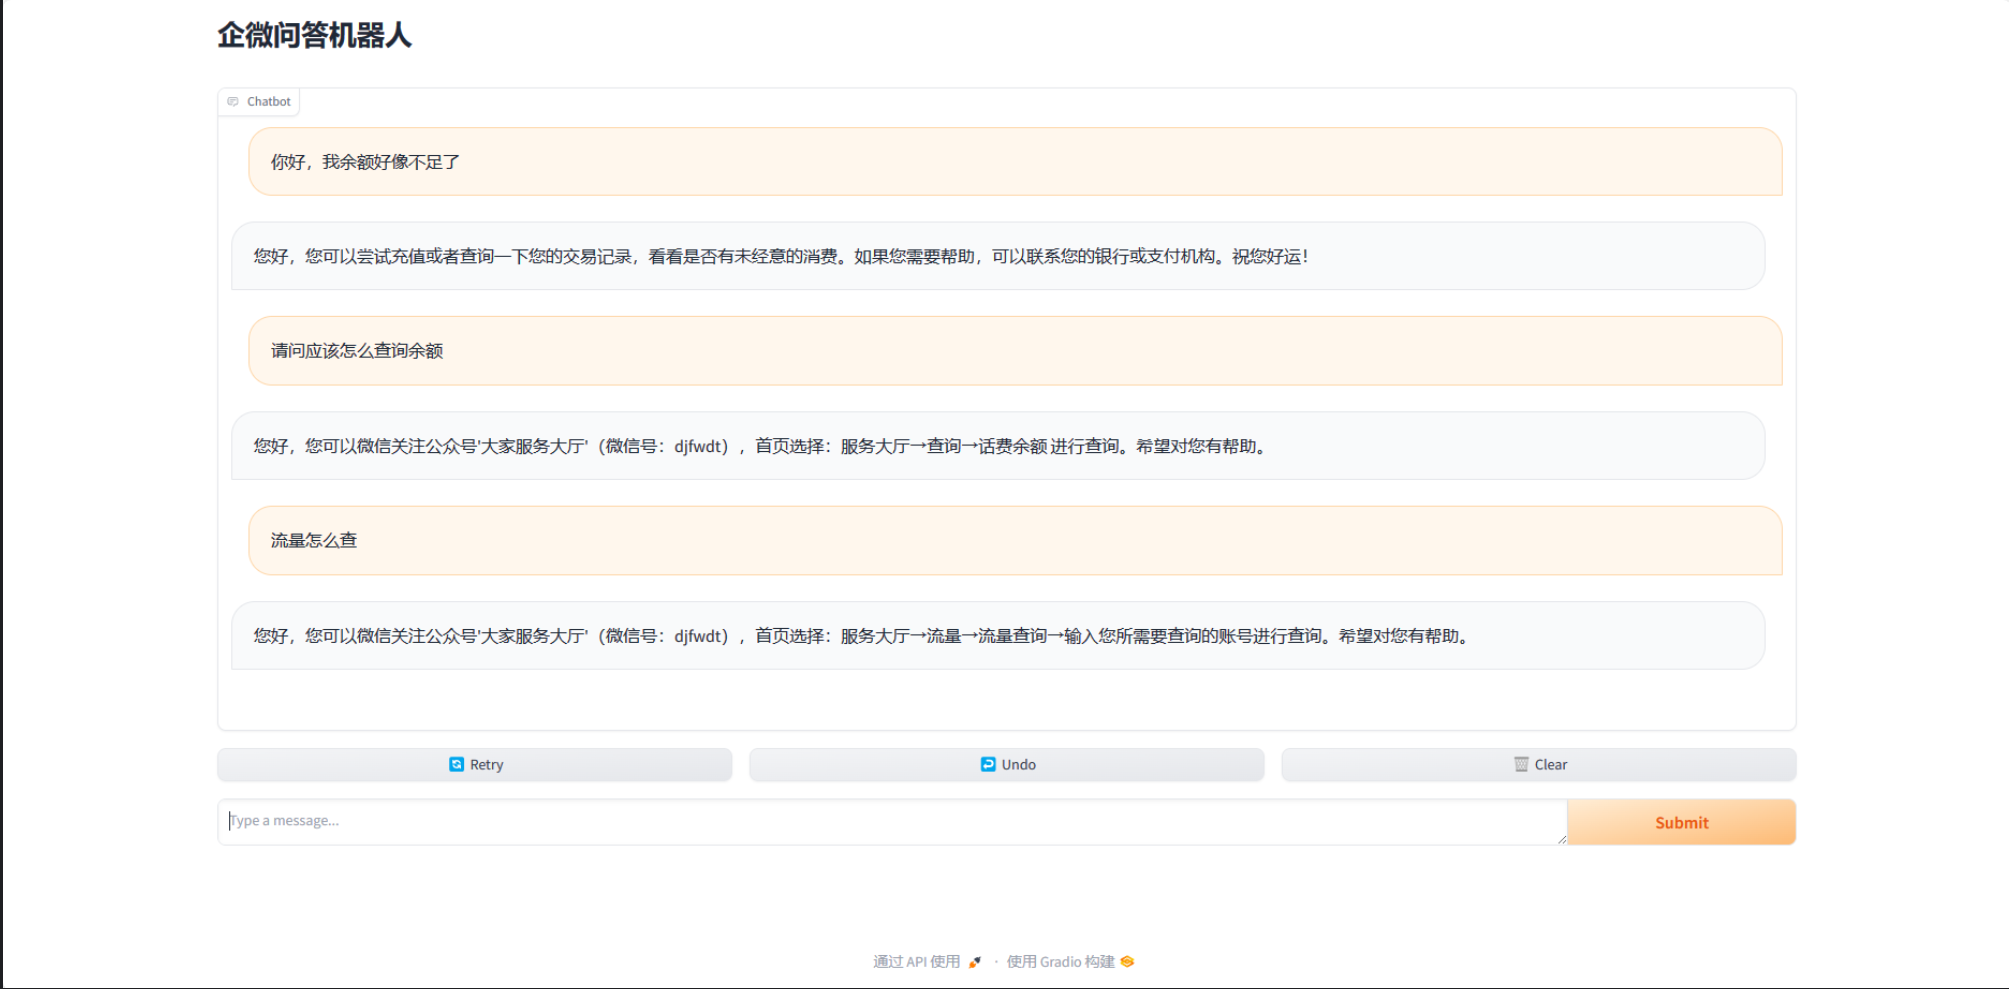 企微问答机器人
Chatbot
你好，我余额好像不足了
您好，您可以尝试充值或者查询一下您的交易记录，看看是否有未经意的消费。如果您需要帮助，可以联系您的银行或支付机构。祝您好运！
请问应该怎么查询余额
您好，您可以微信关注公众号'大家服务大厅'（微信号：djfwdt），首页选择：服务大厅→查询→话费余额 进行查询。希望对您有帮助。
流量怎么查
您好，您可以微信关注公众号'大家服务大厅'（微信号：djfwdt），首页选择：服务大厅→流量→流量查询→输入您所需要查询的账号进行查询。希望对您有帮助。
Retry Undo Clear
Type a message... Submit
通过 API 使用 · 使用 Gradio 构建